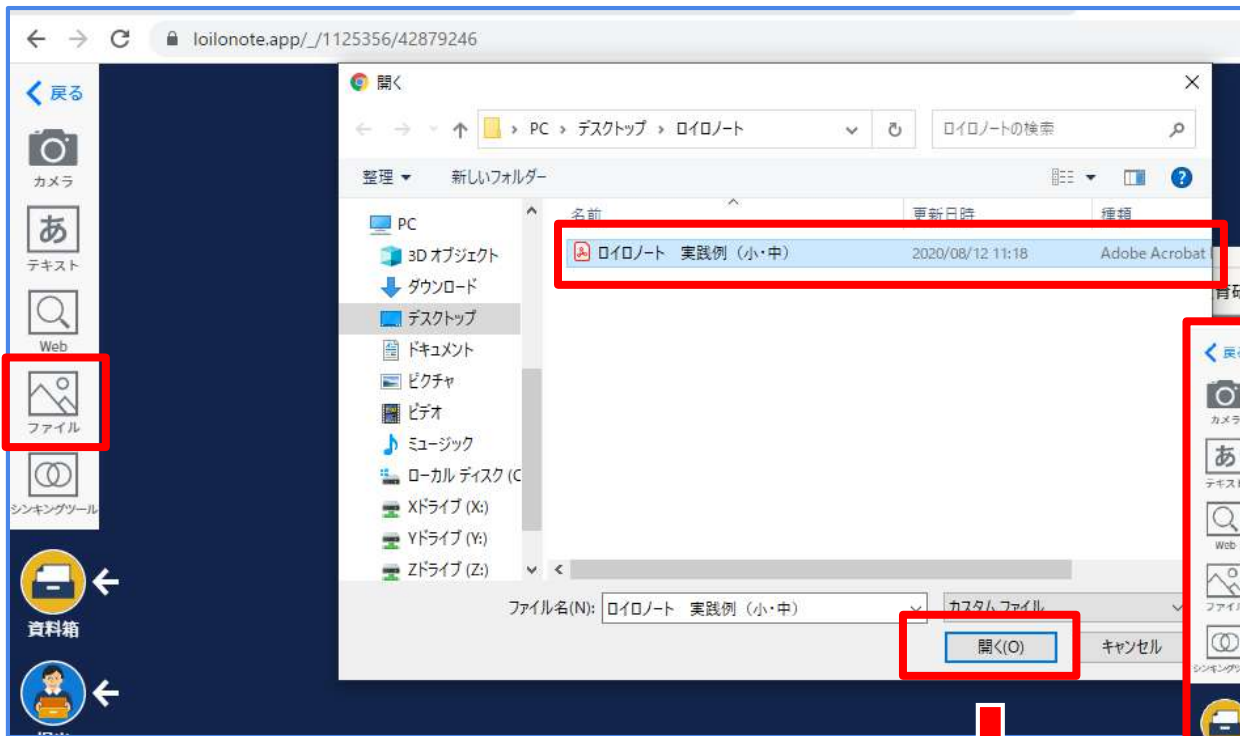 loilonote.app/_/1125356/42879246
戻る
カメラ
あ
テキスト
Web
ファイル
シンキングツール
資料箱
開く
PC › デスクトップ › ロイロノート
ロイロノートの検索
整理 新しいフォルダー
名前 更新日時 種類
PC
3D オブジェクト
ダウンロード
デスクトップ
ドキュメント
ピクチャ
ビデオ
ミュージック
ローカル ディスク (C
Xドライブ (X:)
Yドライブ (Y:)
Zドライブ (Z:)
ロイロノート 実践例（小・中） 2020/08/12 11:18 Adobe Acrobat
ファイル名(N): ロイロノート 実践例（小・中） カスタム ファイル
開く(O) キャンセル
戻る
カメラ
あ
テキスト
Web
ファイル